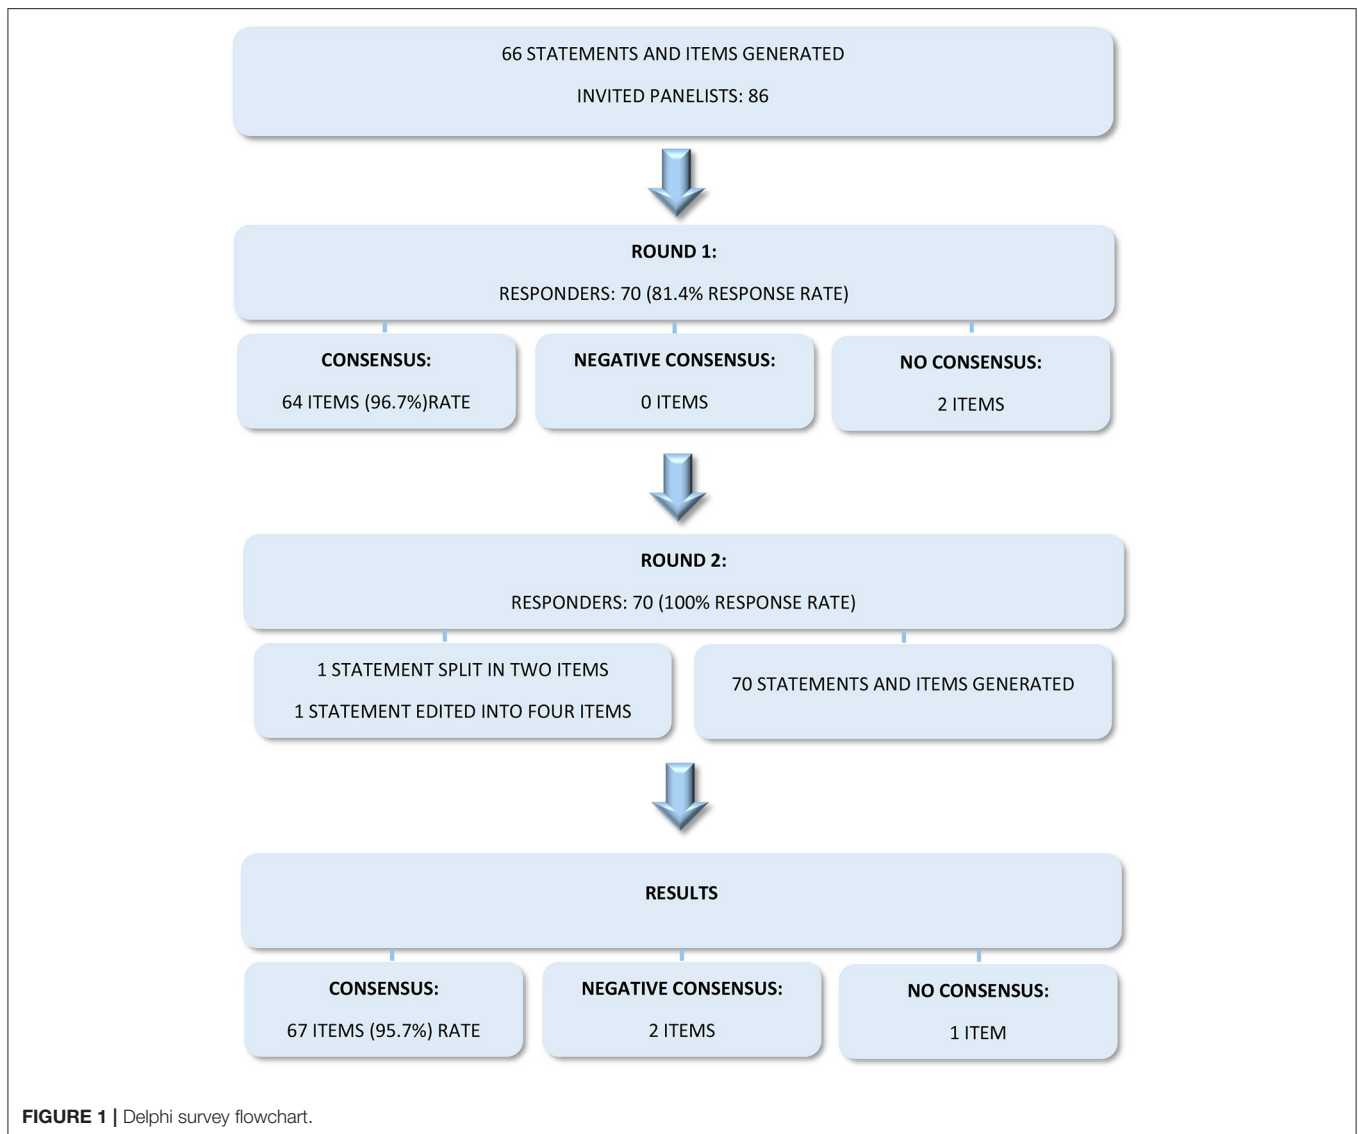 66 STATEMENTS AND ITEMS GENERATED
INVITED PANELISTS: 86
ROUND 1:
RESPONDERS: 70 (81.4% RESPONSE RATE)
CONSENSUS:
64 ITEMS (96.7%)RATE
NEGATIVE CONSENSUS:
0 ITEMS
NO CONSENSUS:
2 ITEMS
ROUND 2:
RESPONDERS: 70 (100% RESPONSE RATE)
1 STATEMENT SPLIT IN TWO ITEMS
1 STATEMENT EDITED INTO FOUR ITEMS
70 STATEMENTS AND ITEMS GENERATED
RESULTS
CONSENSUS:
67 ITEMS (95.7%) RATE
NEGATIVE CONSENSUS:
2 ITEMS
NO CONSENSUS:
1 ITEM
FIGURE 1 | Delphi survey flowchart.